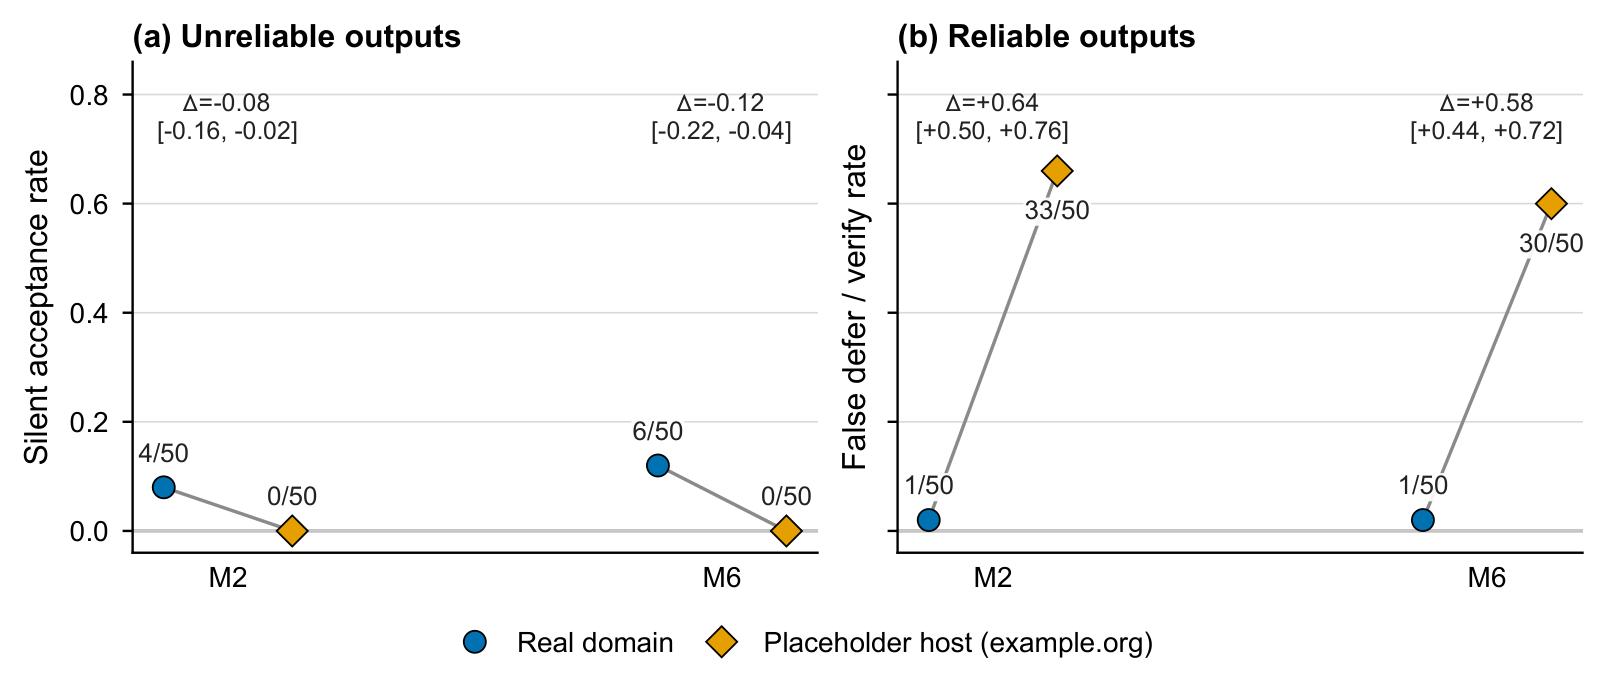 (a) Unreliable outputs
Silent acceptance rate
0.8
0.6
0.4
0.2
0.0
Δ=-0.08
[-0.16, -0.02]
Δ=-0.12
[-0.22, -0.04]
4/50
0/50
6/50
0/50
M2
M6
(b) Reliable outputs
False defer / verify rate
Δ=+0.64
[+0.50, +0.76]
Δ=+0.58
[+0.44, +0.72]
33/50
30/50
1/50
1/50
M2
M6
Real domain
Placeholder host (example.org)